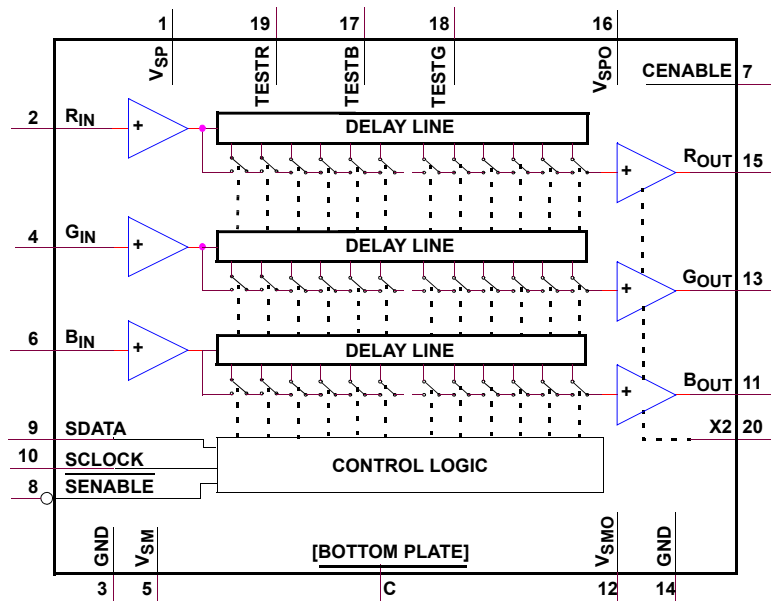 1 19 17 18 16
VSP TESTR TESTB TESTG VSPO
CENABLE 7
2 RIN + DELAY LINE
+ ROUT 15
4 GIN + DELAY LINE
+ GOUT 13
6 BIN + DELAY LINE
+ BOUT 11
X2 20
9 SDATA
10 SCLOCK
8 SENABLE
CONTROL LOGIC
GND VSM [BOTTOM PLATE] VSMO GND
3 5 C 12 14